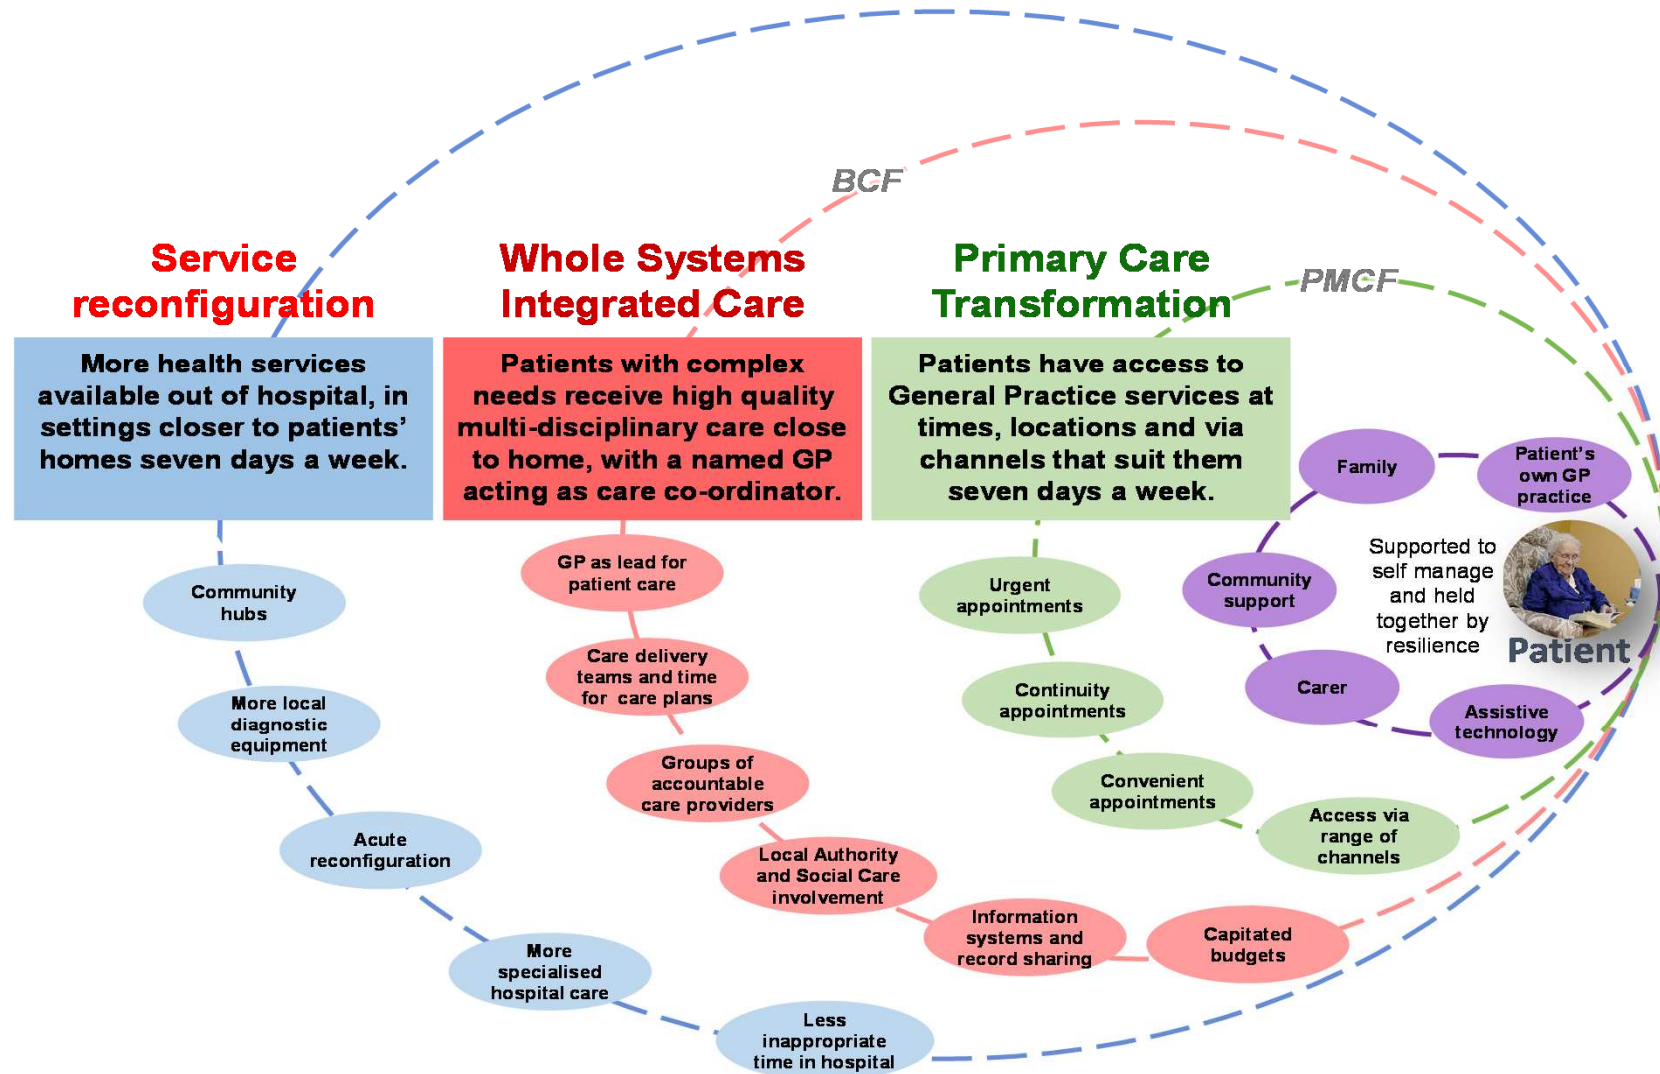 BCF
PMCF
Service
reconfiguration
More health services
available out of hospital, in
settings closer to patients’
homes seven days a week.
Community
hubs
More local
diagnostic
equipment
Acute
reconfiguration
More
specialised
hospital care
Less
inappropriate
time in hospital
Whole Systems
Integrated Care
Patients with complex
needs receive high quality
multi-disciplinary care close
to home, with a named GP
acting as care co-ordinator.
GP as lead for
patient care
Care delivery
teams and time
for care plans
Groups of
accountable
care providers
Local Authority
and Social Care
involvement
Information
systems and
record sharing
Capitated
budgets
Primary Care
Transformation
Patients have access to
General Practice services at
times, locations and via
channels that suit them
seven days a week.
Urgent
appointments
Continuity
appointments
Convenient
appointments
Access via
range of
channels
Family
Patient’s
own GP
practice
Community
support
Carer
Assistive
technology
Supported to
self manage
and held
together by
resilience
Patient